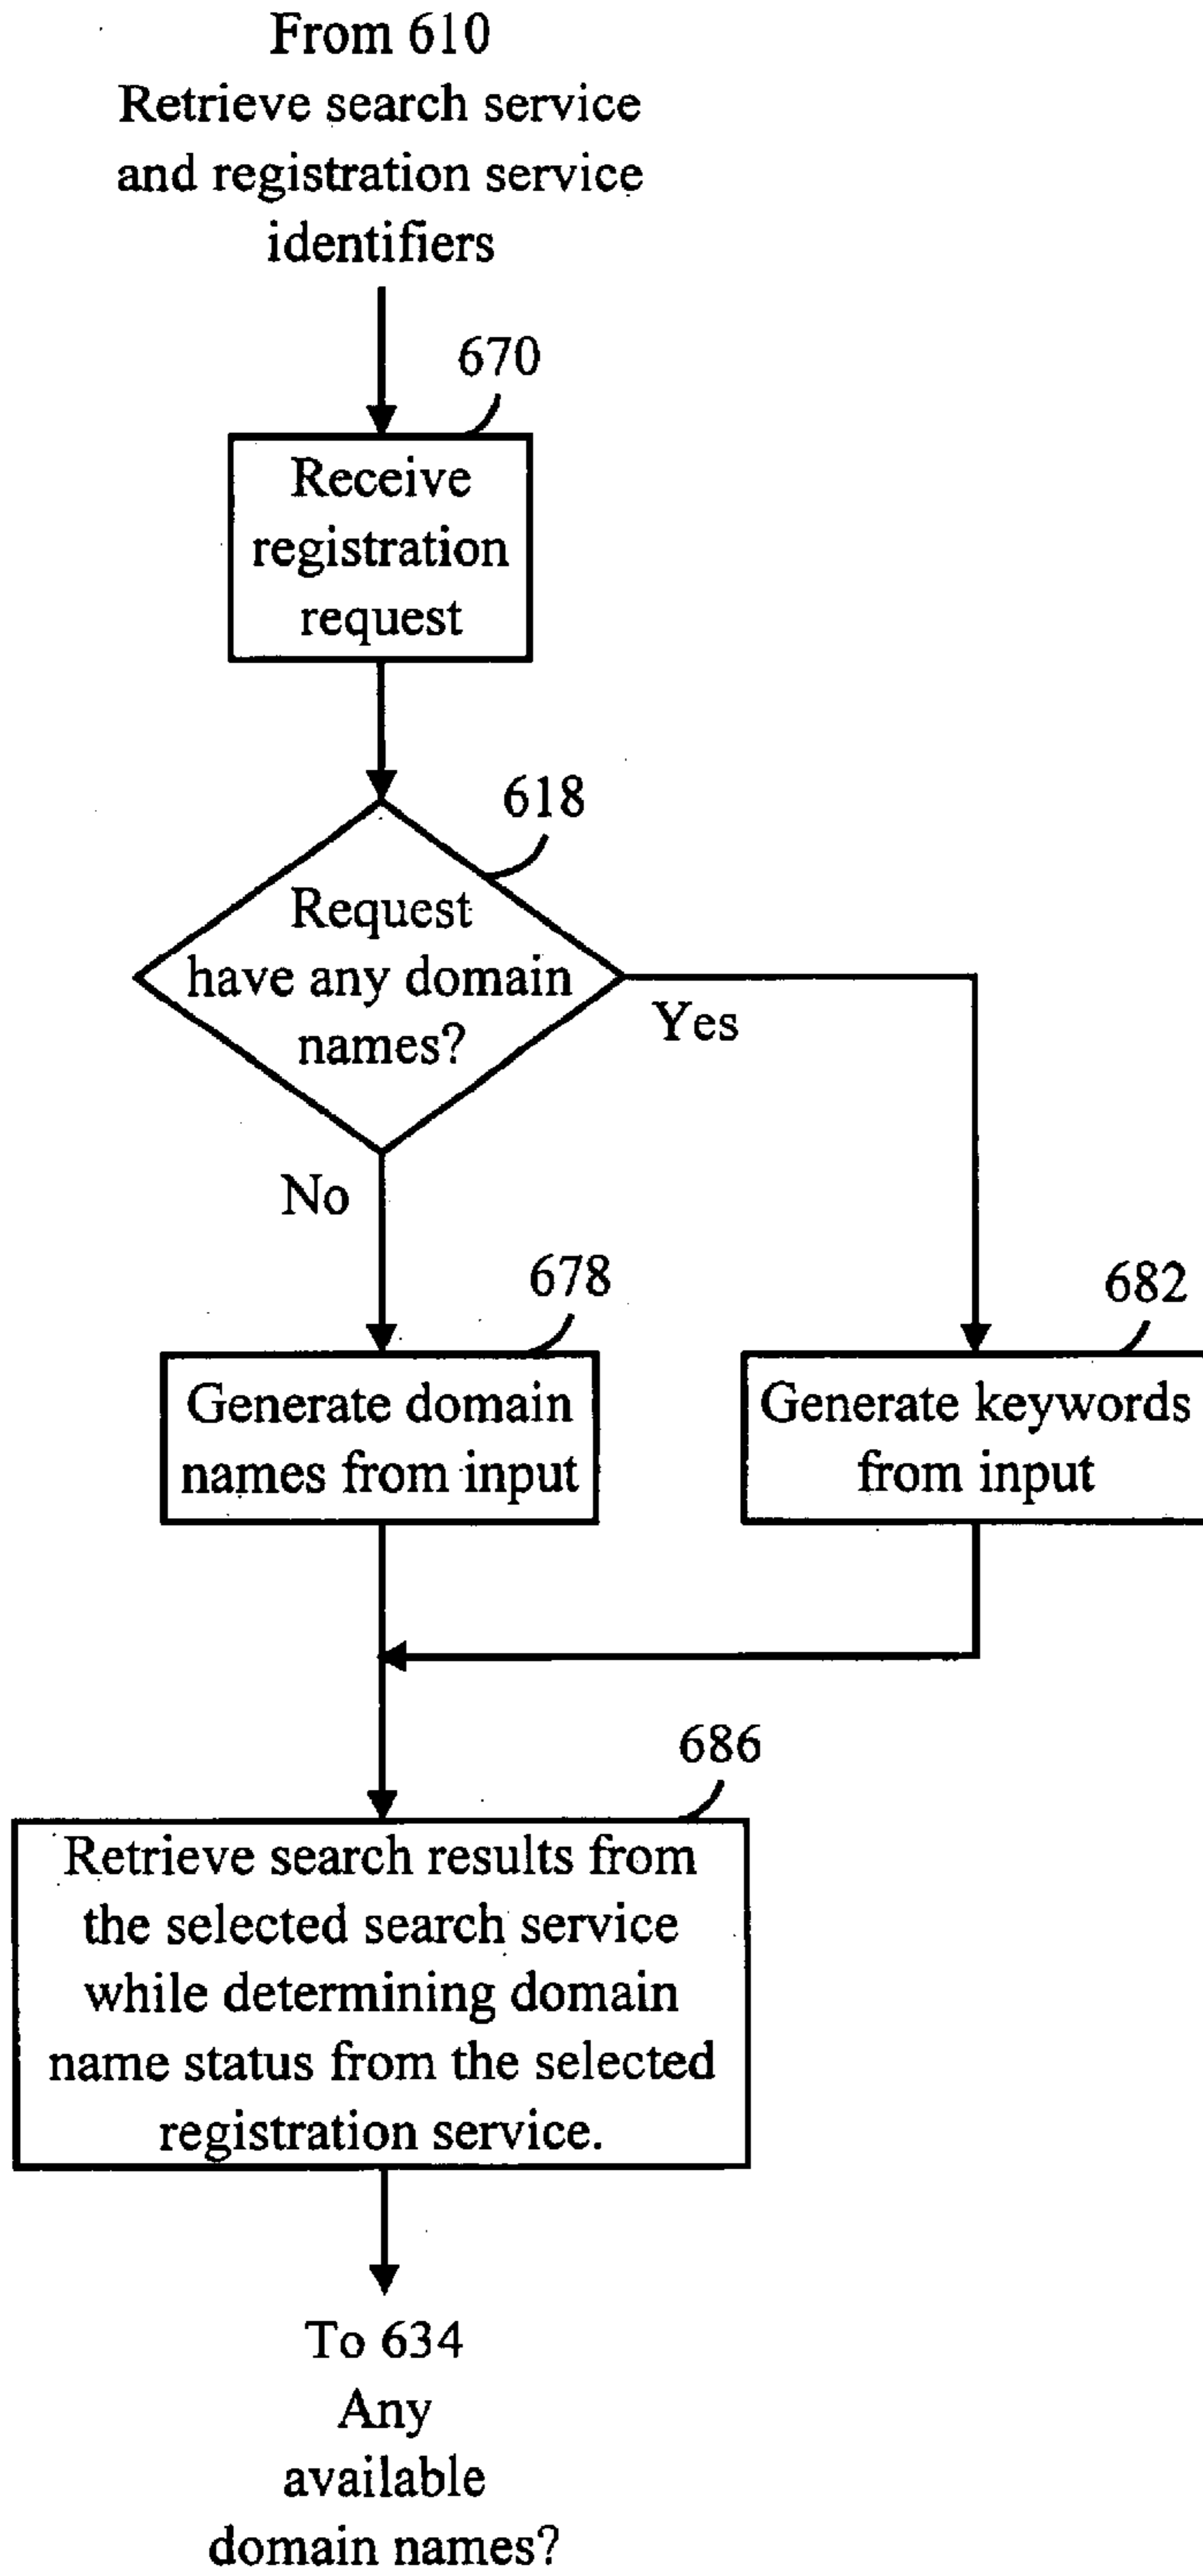 From 610
Retrieve search service
and registration service
identifiers
670
Receive
registration
request
618
Request
have any domain
names?
Yes
No
678
682
Generate domain
names from input
Generate keywords
from input
686
Retrieve search results from
the selected search service
while determining domain
name status from the selected
registration service.
To 634
Any
available
domain names?